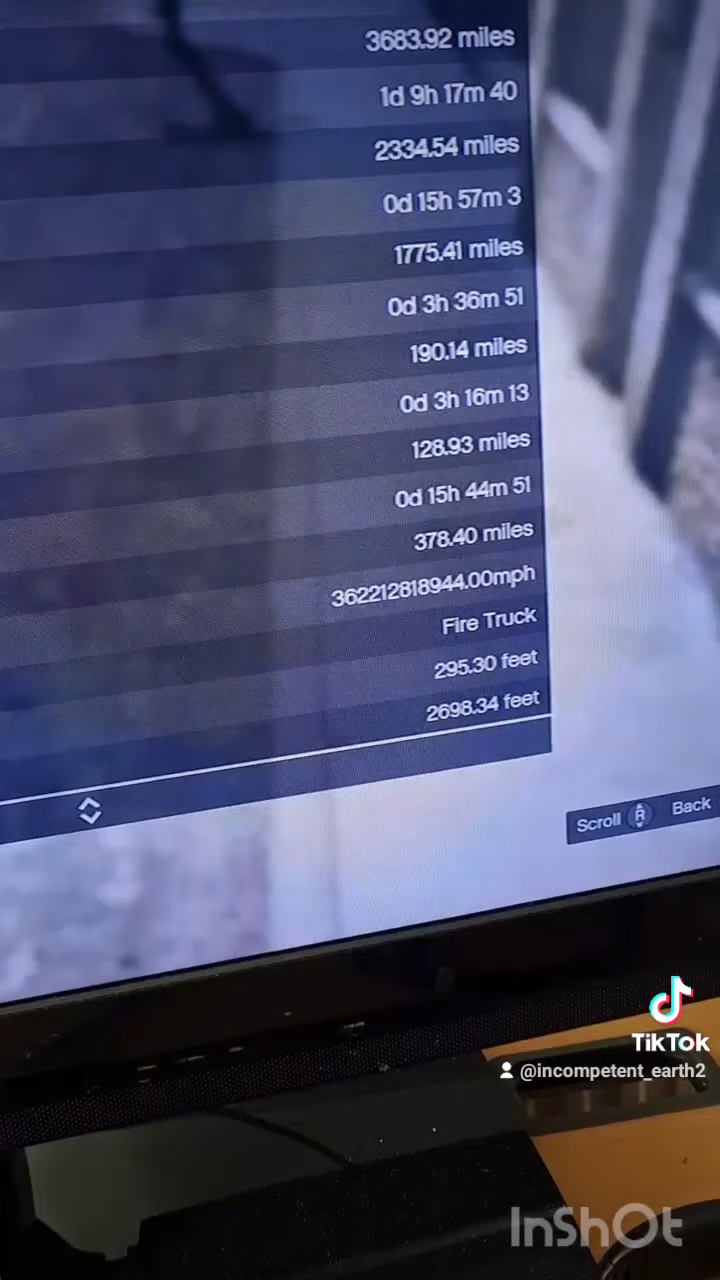 3683.92 miles
1d 9h 17m 40
2334.54 miles
0d 15h 57m 3
1775.41 miles
0d 3h 36m 51
190.14 miles
0d 3h 16m 13
128.93 miles
0d 15h 44m 51
378.40 miles
362212818944.00mph
Fire Truck
295.30 feet
2698.34 feet
Scroll R Back
TikTok
@incompetent_earth2
InShOt